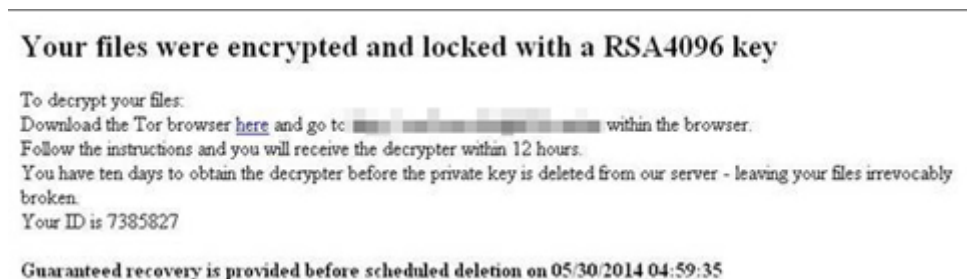 Your files were encrypted and locked with a RSA4096 key
To decrypt your files:
Download the Tor browser here and go to within the browser.
Follow the instructions and you will receive the decrypter within 12 hours.
You have ten days to obtain the decrypter before the private key is deleted from our server - leaving your files irrevocably
broken.
Your ID is 7385827
Guaranteed recovery is provided before scheduled deletion on 05/30/2014 04:59:35